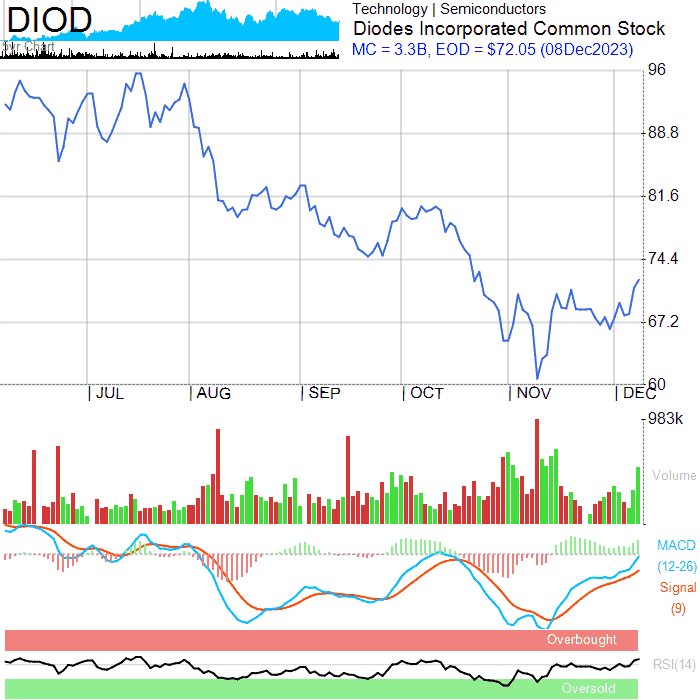 DIOD
5yr Chart
Technology | Semiconductors
Diodes Incorporated Common Stock
MC = 3.3B, EOD = $72.05 (08Dec2023)
96
88.8
81.6
74.4
67.2
60
| JUL | AUG | SEP | OCT | NOV | DEC
983k
Volume
MACD
(12-26)
Signal
(9)
Overbought
RSI(14)
Oversold